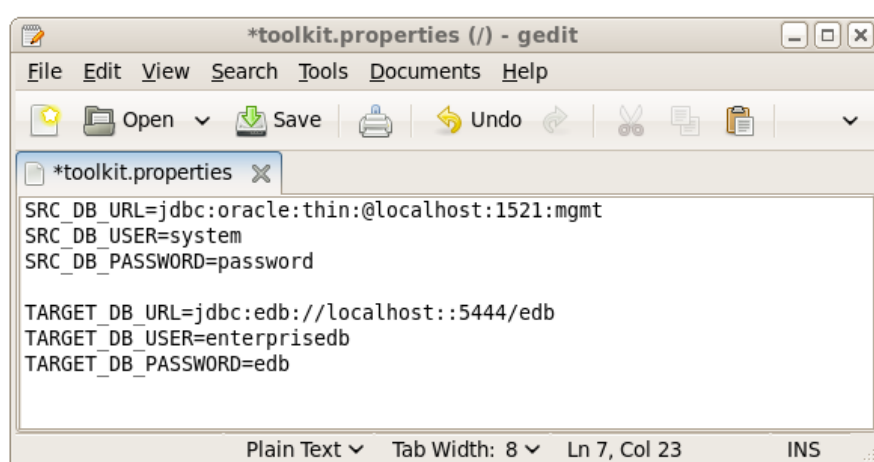 *toolkit.properties (/) - gedit
File Edit View Search Tools Documents Help
Open Save Undo
*toolkit.properties
SRC_DB_URL=jdbc:oracle:thin:@localhost:1521:mgmt
SRC_DB_USER=system
SRC_DB_PASSWORD=password
TARGET_DB_URL=jdbc:edb://localhost::5444/edb
TARGET_DB_USER=enterprisedb
TARGET_DB_PASSWORD=edb
Plain Text Tab Width: 8 Ln 7, Col 23 INS